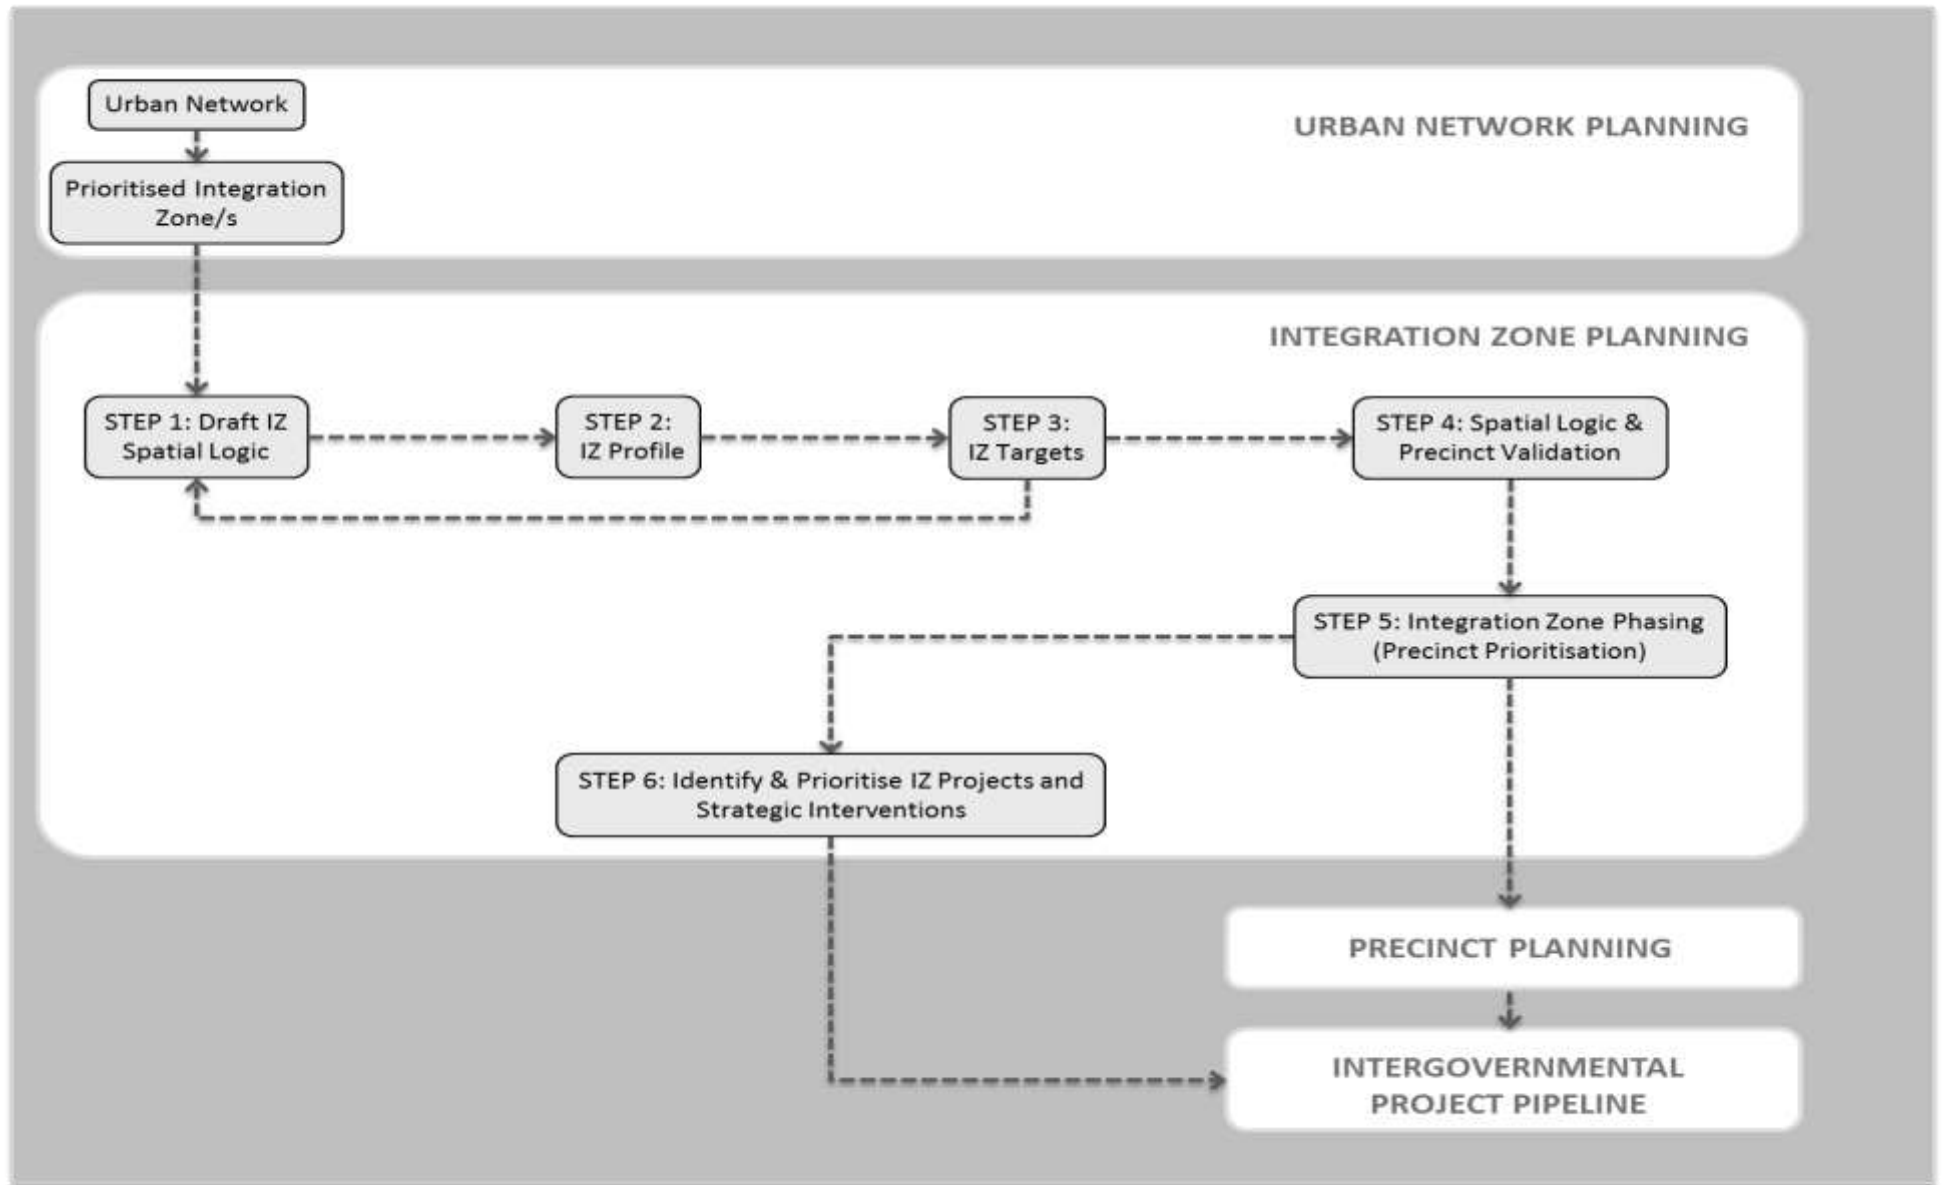 Urban Network
URBAN NETWORK PLANNING
Prioritised Integration
Zone/s
INTEGRATION ZONE PLANNING
STEP 1: Draft IZ
Spatial Logic
STEP 2:
IZ Profile
STEP 3:
IZ Targets
STEP 4: Spatial Logic &
Precinct Validation
STEP 5: Integration Zone Phasing
(Precinct Prioritisation)
STEP 6: Identify & Prioritise IZ Projects and
Strategic Interventions
PRECINCT PLANNING
INTERGOVERNMENTAL
PROJECT PIPELINE